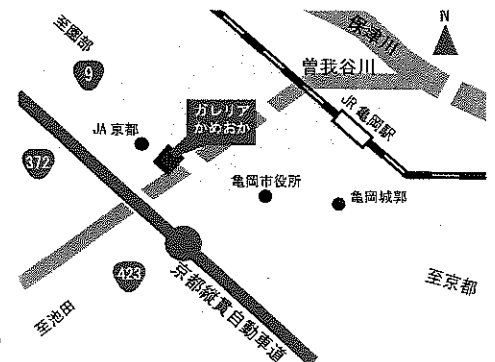 至園部
N
保津川
9
曽我谷川
ガレリア
かめおか
JA 京都
JR亀岡駅
372
亀岡市役所
亀岡城郭
423
京都縦貫自動車道
至京都
至池田